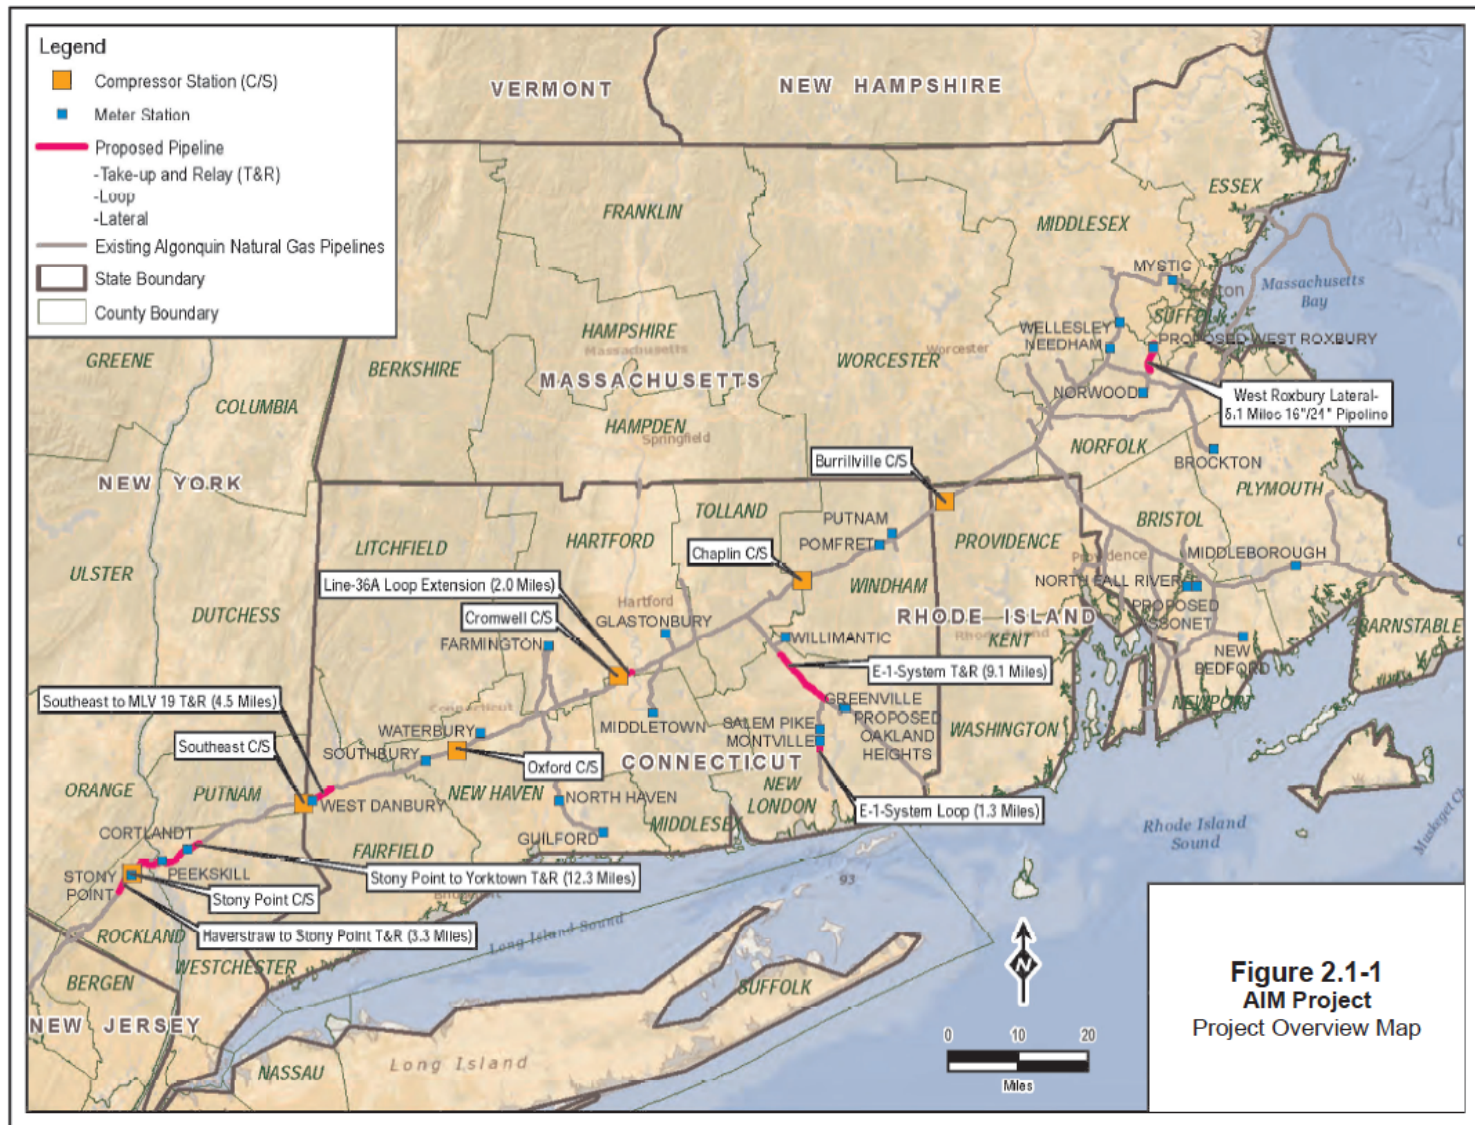 Legend
Compressor Station (C/S)
Meter Station
Proposed Pipeline
-Take-up and Relay (T&R)
-Loop
-Lateral
Existing Algonquin Natural Gas Pipelines
State Boundary
County Boundary
VERMONT
NEW HAMPSHIRE
ESSEX
FRANKLIN
MIDDLESEX
MYSTIC
Massachusetts
Bay
SUFFOLK
HAMPSHIRE
Massachusetts
WELLESLEY
NEEDHAM
PROPOSED WEST ROXBURY
GREENE
BERKSHIRE
WORCESTER
Worcester
MASSACHUSETTS
COLUMBIA
NORWOOD
West Roxbury Lateral-
5.1 Miles 16"/24" Pipeline
HAMPDEN
Springfield
NORFOLK
BROCKTON
Burrillville C/S
NEW YORK
PLYMOUTH
TOLLAND
PUTNAM
POMFRET
BRISTOL
LITCHFIELD
HARTFORD
Chaplin C/S
PROVIDENCE
Providence
MIDDLEBOROUGH
ULSTER
Line-36A Loop Extension (2.0 Miles)
WINDHAM
NORTH FALL RIVER
Hartford
PROPOSED
DUTCHESS
Cromwell C/S
GLASTONBURY
RHODE ISLAND
Rhode Island
BARNSTABLE
FARMINGTON
WILLIMANTIC
KENT
NEW
BEDFORD
E-1-System T&R (9.1 Miles)
Southeast to MLV 19 T&R (4.5 Miles)
Connecticut
GREENVILLE
NEWPORT
WATERBURY
MIDDLETOWN
SALEM PIKE
MONTVILLE
PROPOSED
OAKLAND
HEIGHTS
WASHINGTON
Southeast C/S
SOUTHBURY
Oxford C/S
CONNECTICUT
ORANGE
PUTNAM
WEST DANBURY
NEW HAVEN
NORTH HAVEN
NEW
LONDON
E-1-System Loop (1.3 Miles)
CORTLANDT
GUILFORD
MIDDLESEX
Rhode Island
Sound
FAIRFIELD
STONY
POINT
PEEKSKILL
Stony Point to Yorktown T&R (12.3 Miles)
93
Stony Point C/S
ROCKLAND
Haverstraw to Stony Point T&R (3.3 Miles)
Long Island Sound
WESTCHESTER
BERGEN
SUFFOLK
N
Figure 2.1-1
AIM Project
Project Overview Map
NEW JERSEY
0 10 20
Miles
NASSAU
Long Island